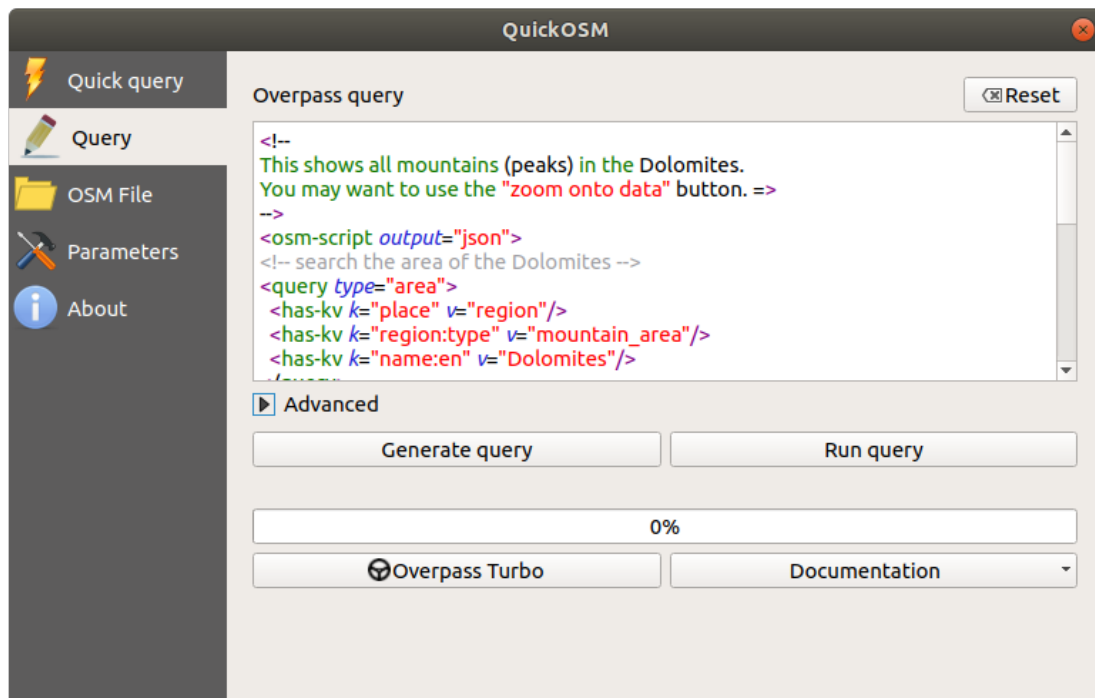 QuickOSM
Quick query
Query
OSM File
Parameters
About
Overpass query
Reset
<!--
This shows all mountains (peaks) in the Dolomites.
You may want to use the "zoom onto data" button. =>
-->
<osm-script output="json">
<!-- search the area of the Dolomites -->
<query type="area">
<has-kv k="place" v="region"/>
<has-kv k="region:type" v="mountain_area"/>
<has-kv k="name:en" v="Dolomites"/>
Advanced
Generate query
Run query
0%
Overpass Turbo
Documentation